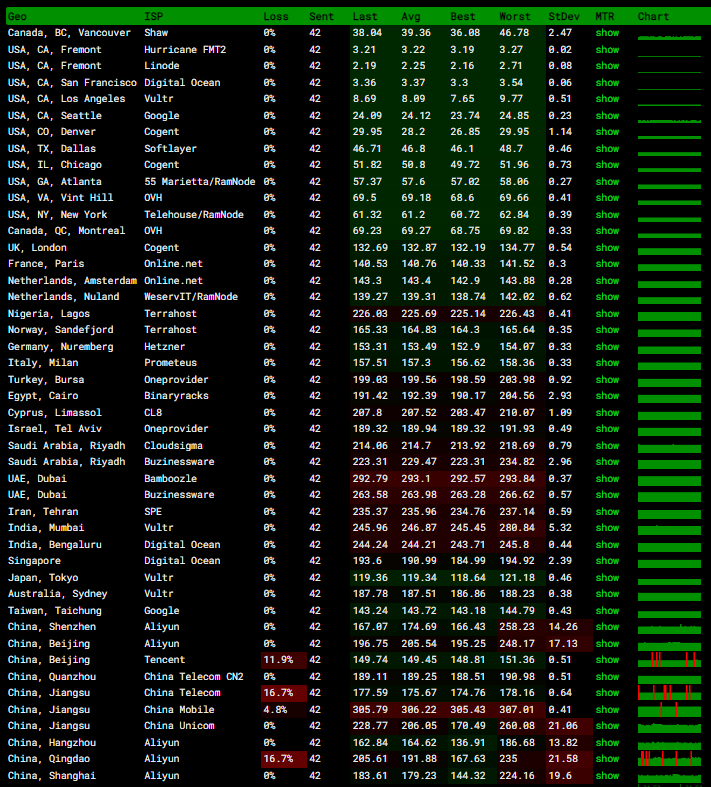 Geo ISP Loss Sent Last Avg Best Worst StDev MTR Chart
Canada, BC, Vancouver Shaw 0% 42 38.04 39.36 36.08 46.78 2.47 show
USA, CA, Fremont Hurricane FMT2 0% 42 3.21 3.22 3.19 3.27 0.02 show
USA, CA, Fremont Linode 0% 42 2.19 2.25 2.16 2.71 0.08 show
USA, CA, San Francisco Digital Ocean 0% 42 3.36 3.37 3.3 3.54 0.06 show
USA, CA, Los Angeles Vultr 0% 42 8.69 8.09 7.65 9.77 0.51 show
USA, CA, Seattle Google 0% 42 24.09 24.12 23.74 24.85 0.23 show
USA, CO, Denver Cogent 0% 42 29.95 28.2 26.85 29.95 1.14 show
USA, TX, Dallas Softlayer 0% 42 46.71 46.8 46.1 48.7 0.46 show
USA, IL, Chicago Cogent 0% 42 51.82 50.8 49.72 51.96 0.73 show
USA, GA, Atlanta 55 Marietta/RamNode 0% 42 57.37 57.6 57.02 58.06 0.27 show
USA, VA, Vint Hill OVH 0% 42 69.5 69.18 68.6 69.66 0.41 show
USA, NY, New York Telehouse/RamNode 0% 42 61.32 61.2 60.72 62.84 0.39 show
Canada, QC, Montreal OVH 0% 42 69.23 69.27 68.75 69.82 0.33 show
UK, London Cogent 0% 42 132.69 132.87 132.19 134.77 0.54 show
France, Paris Online.net 0% 42 140.53 140.76 140.33 141.52 0.3 show
Netherlands, Amsterdam Online.net 0% 42 143.3 143.4 142.9 143.88 0.28 show
Netherlands, Nuland WeservIT/RamNode 0% 42 139.27 139.31 138.74 142.02 0.62 show
Nigeria, Lagos Terrahost 0% 42 226.03 225.69 225.14 226.43 0.41 show
Norway, Sandefjord Terrahost 0% 42 165.33 164.83 164.3 165.64 0.35 show
Germany, Nuremberg Hetzner 0% 42 153.31 153.49 152.9 154.07 0.33 show
Italy, Milan Prometeus 0% 42 157.51 157.3 156.62 158.36 0.33 show
Turkey, Bursa Oneprovider 0% 42 199.03 199.56 198.59 203.98 0.92 show
Egypt, Cairo Binaryracks 0% 42 191.42 192.39 190.17 204.56 2.93 show
Cyprus, Limassol CL8 0% 42 207.8 207.52 203.47 210.07 1.09 show
Israel, Tel Aviv Oneprovider 0% 42 189.32 189.94 189.32 191.93 0.49 show
Saudi Arabia, Riyadh Cloudsigma 0% 42 214.06 214.7 213.92 218.69 0.79 show
Saudi Arabia, Riyadh Buzinessware 0% 42 223.31 229.47 223.31 234.82 2.96 show
UAE, Dubai Bamboozle 0% 42 292.79 293.1 292.57 293.84 0.37 show
UAE, Dubai Buzinessware 0% 42 263.58 263.98 263.28 266.62 0.57 show
Iran, Tehran SPE 0% 42 235.37 235.96 234.76 237.14 0.59 show
India, Mumbai Vultr 0% 42 245.96 246.87 245.45 280.84 5.32 show
India, Bengaluru Digital Ocean 0% 42 244.24 244.21 243.71 245.8 0.44 show
Singapore Digital Ocean 0% 42 193.6 190.99 184.99 194.92 2.39 show
Japan, Tokyo Vultr 0% 42 119.36 119.34 118.64 121.18 0.46 show
Australia, Sydney Vultr 0% 42 187.78 187.51 186.86 188.23 0.38 show
Taiwan, Taichung Google 0% 42 143.24 143.72 143.18 144.79 0.43 show
China, Shenzhen Aliyun 0% 42 167.07 174.69 166.43 258.23 14.26 show
China, Beijing Aliyun 0% 42 196.75 205.54 195.25 248.17 17.13 show
China, Beijing Tencent 11.9% 42 149.74 149.45 148.81 151.36 0.51 show
China, Quanzhou China Telecom CN2 0% 42 189.11 189.25 188.51 190.98 0.51 show
China, Jiangsu China Telecom 16.7% 42 177.59 175.67 174.76 178.16 0.64 show
China, Jiangsu China Mobile 4.8% 42 305.79 306.22 305.43 307.01 0.41 show
China, Jiangsu China Unicom 0% 42 228.77 206.05 170.49 260.08 21.06 show
China, Hangzhou Aliyun 0% 42 162.84 164.62 136.91 186.68 13.82 show
China, Qingdao Aliyun 16.7% 42 205.61 191.88 167.63 235 21.58 show
China, Shanghai Aliyun 0% 42 183.61 179.23 144.32 224.16 19.6 show